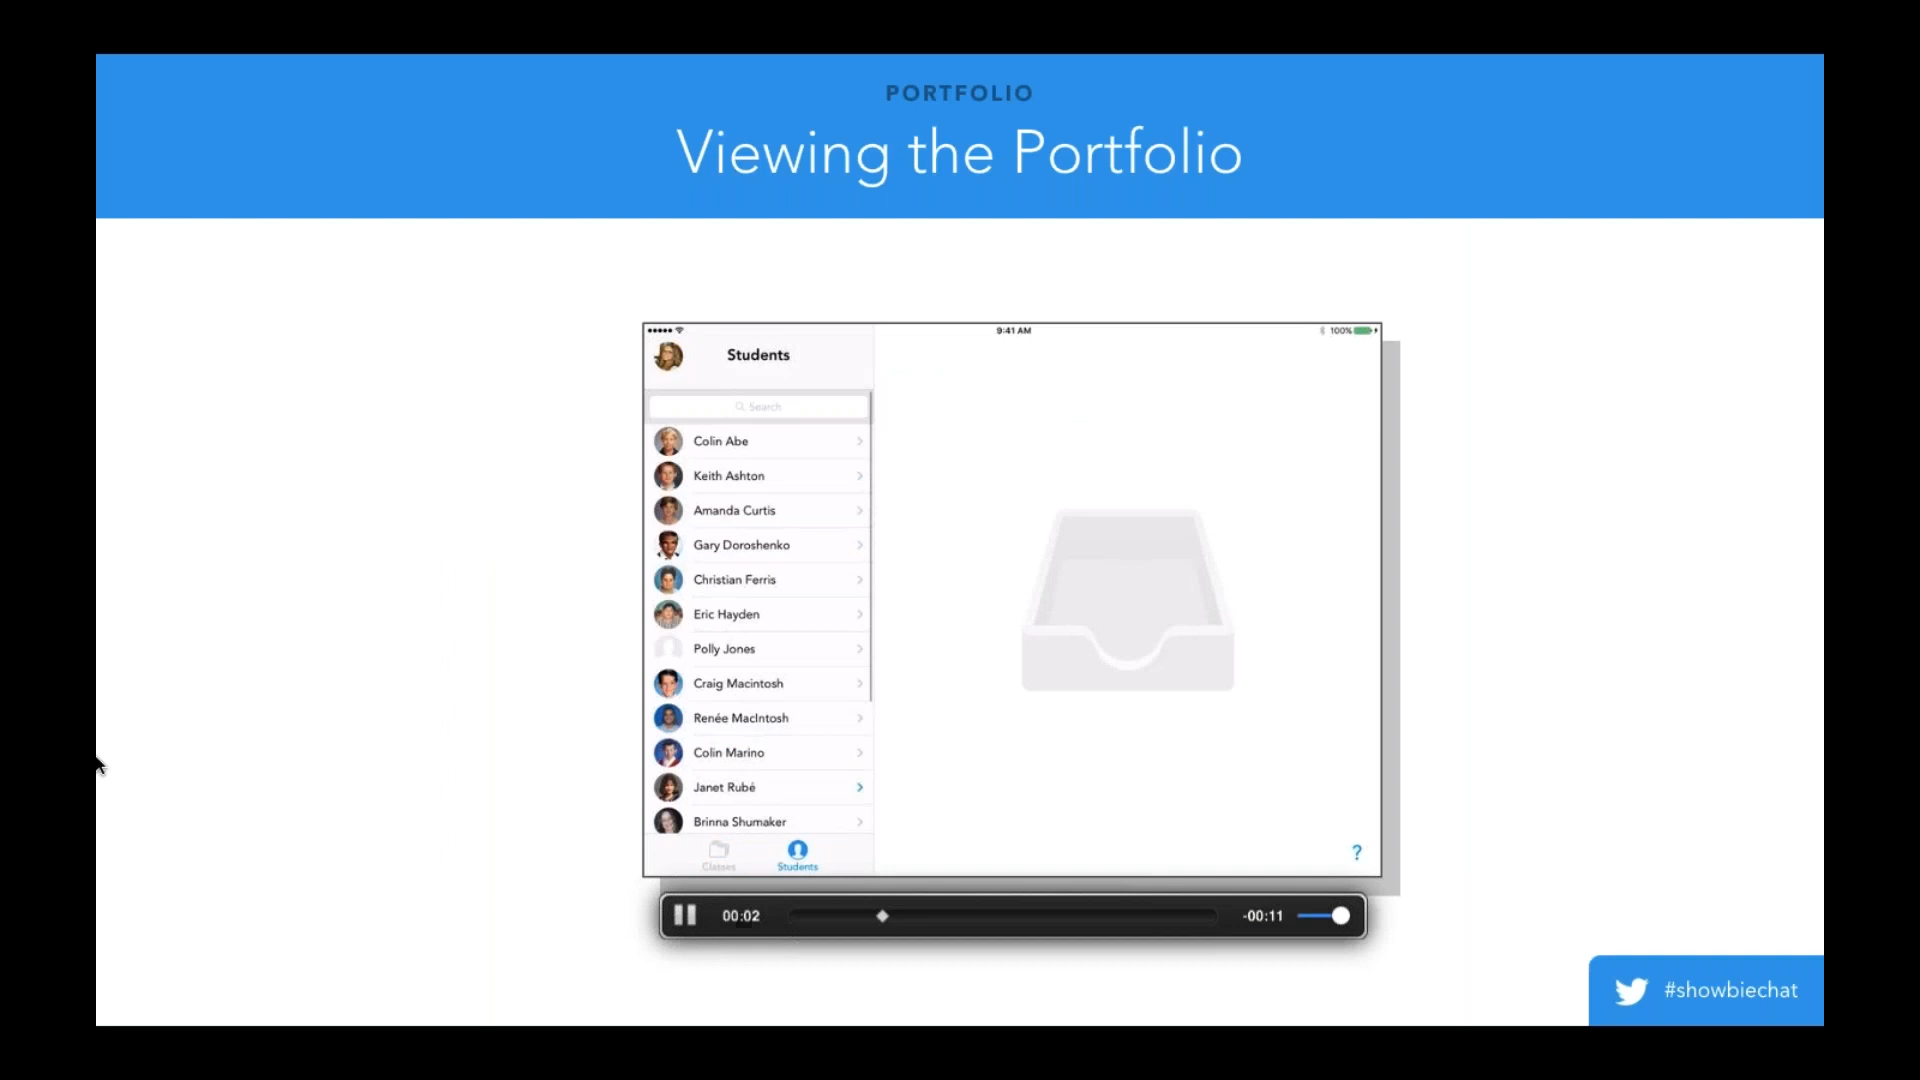 PORTFOLIO
Viewing the Portfolio
9:41 AM
100%
Students
Search
Colin Abe
Keith Ashton
Amanda Curtis
Gary Doroshenko
Christian Ferris
Eric Hayden
Polly Jones
Craig Macintosh
Renée MacIntosh
Colin Marino
Janet Rubé
Brinna Shumaker
Classes
Students
?
00:02
-00:11
#showbiechat